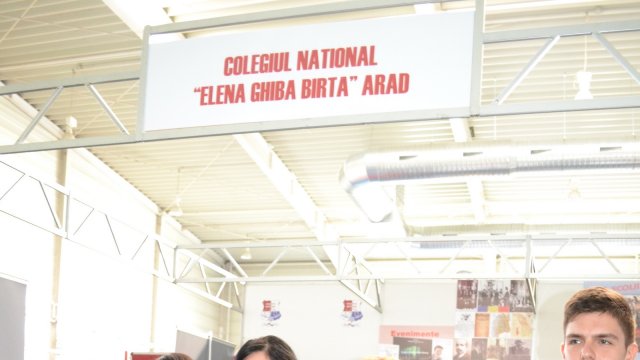 COLEGIUL NATIONAL
“ELENA GHIBA BIRTA” ARAD
Evenimente